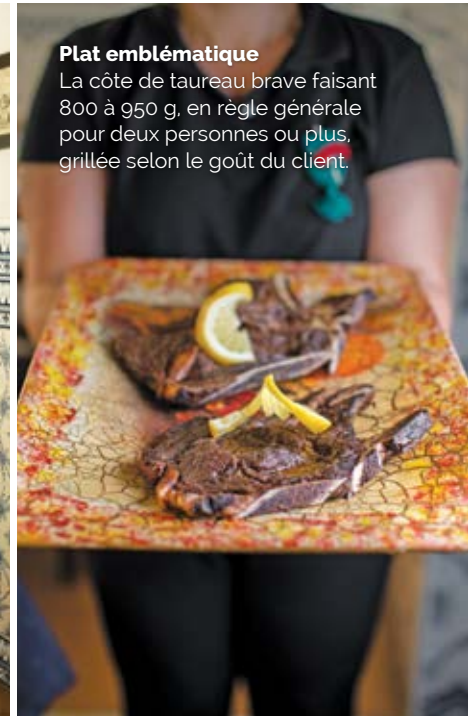 Plat emblématique
La côte de taureau brave faisant
800 à 950 g, en règle générale
pour deux personnes ou plus,
grillée selon le goût du client.